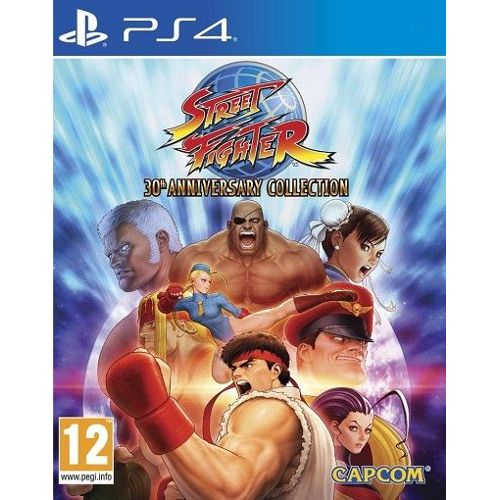 PS4
STREET
FIGHTER
30th ANNIVERSARY COLLECTION
12
www.pegi.info
CAPCOM